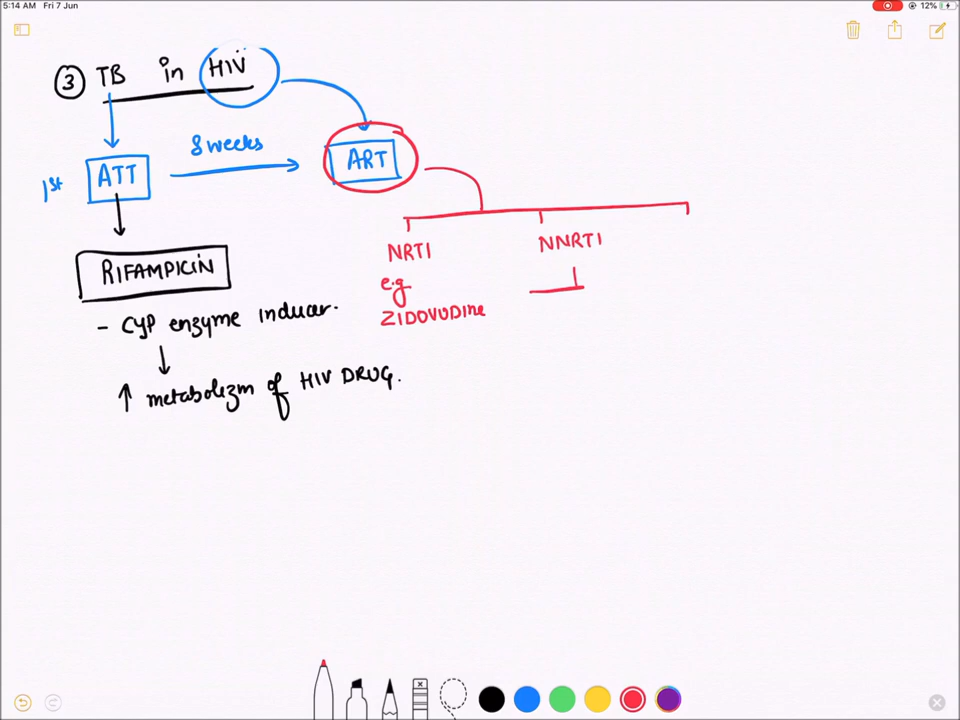 5:14 AM Fri 7 Jun
12%
③ TB in HIV
8 weeks
1st ATT
ART
RIFAMPICIN
- CYP enzyme inducer.
↑ metabolizm of HIV DRUG.
NRTI
e.g
ZIDOVUDine
NNRTI